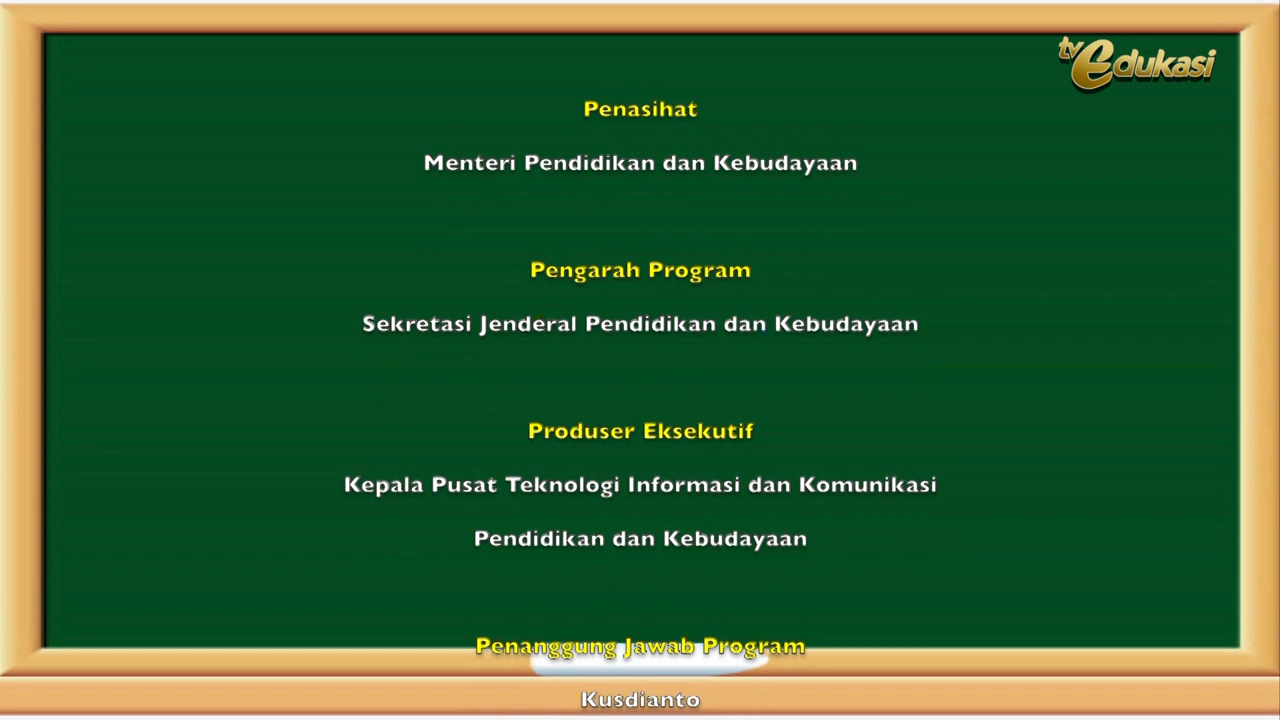 tv edukasi
Penasihat
Menteri Pendidikan dan Kebudayaan
Pengarah Program
Sekretasi Jenderal Pendidikan dan Kebudayaan
Produser Eksekutif
Kepala Pusat Teknologi Informasi dan Komunikasi
Pendidikan dan Kebudayaan
Penanggung Jawab Program
Kusdianto